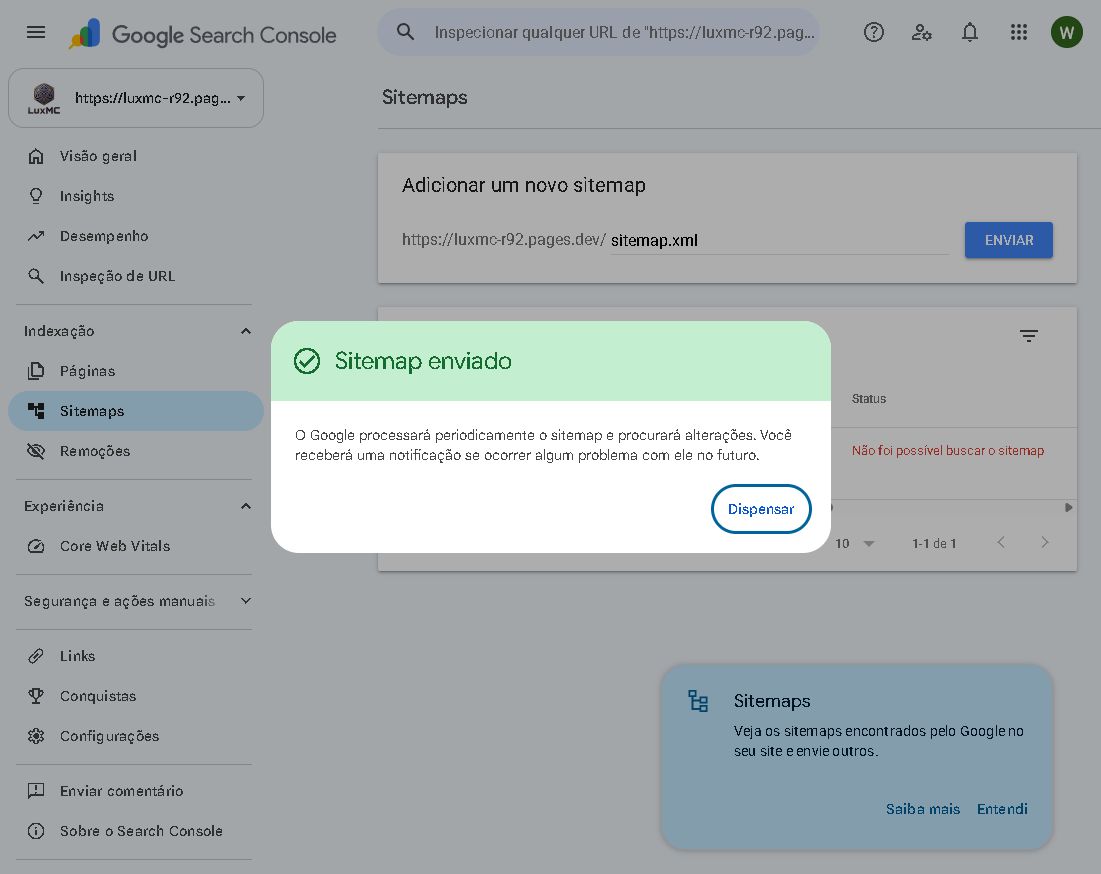 Google Search Console
Inspecionar qualquer URL de "https://luxmc-r92.pag...
W
LuxMC
https://luxmc-r92.pag...
Visão geral
Insights
Desempenho
Inspeção de URL
Indexação
Páginas
Sitemaps
Remoções
Experiência
Core Web Vitals
Segurança e ações manuais
Links
Conquistas
Configurações
Enviar comentário
Sobre o Search Console
Sitemaps
Adicionar um novo sitemap
https://luxmc-r92.pages.dev/ sitemap.xml
ENVIAR
Status
Não foi possível buscar o sitemap
10
1-1 de 1
Sitemap enviado
O Google processará periodicamente o sitemap e procurará alterações. Você
receberá uma notificação se ocorrer algum problema com ele no futuro.
Dispensar
Sitemaps
Veja os sitemaps encontrados pelo Google no
seu site e envie outros.
Saiba mais
Entendi